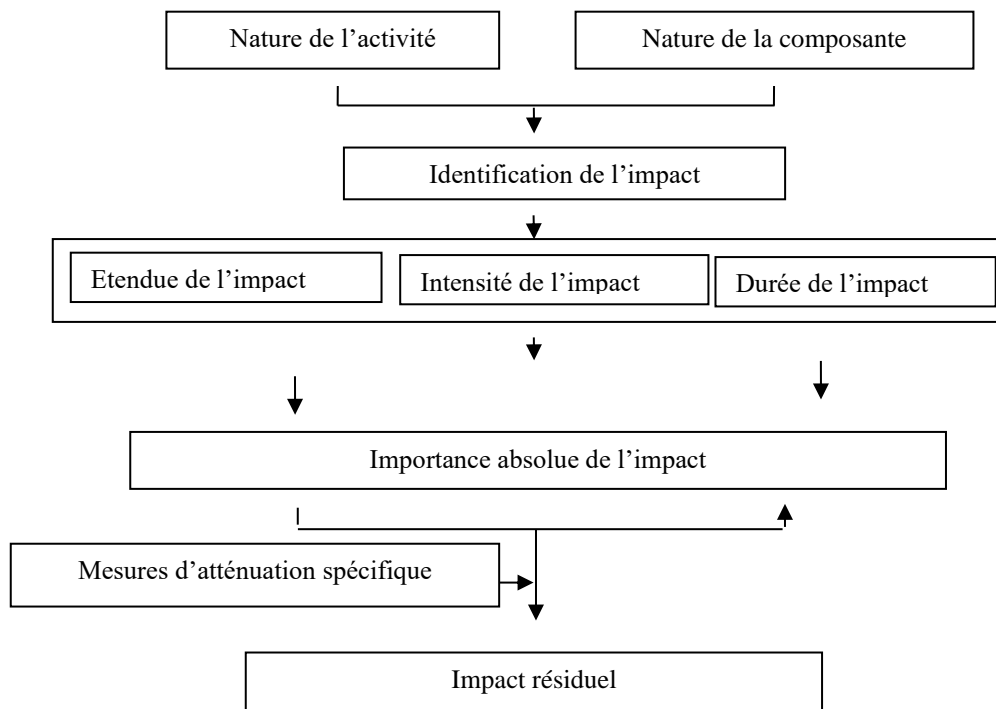 Nature de l’activité
Nature de la composante
Identification de l’impact
Etendue de l’impact
Intensité de l’impact
Durée de l’impact
Importance absolue de l’impact
Mesures d’atténuation spécifique
Impact résiduel